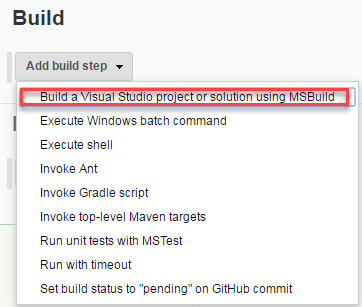 Build
Add build step
Build a Visual Studio project or solution using MSBuild
Execute Windows batch command
Execute shell
Invoke Ant
Invoke Gradle script
Invoke top-level Maven targets
Run unit tests with MSTest
Run with timeout
Set build status to "pending" on GitHub commit